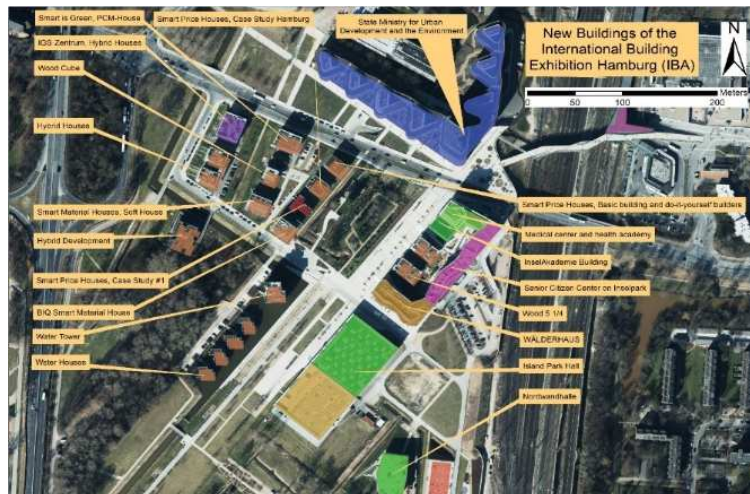 Smart is Green, PCM-House
Smart Price Houses, Case Study Hamburg
State Ministry for Urban
Development and the Environment
New Buildings of the
International Building
Exhibition Hamburg (IBA)
N
Meters
0 50 100 200
IGS Zentrum, Hybrid Houses
Wood Cube
Hybrid Houses
Smart Material Houses, Soft House
Hybrid Development
Smart Price Houses, Case Study #1
BIQ Smart Material House
Water Tower
Water Houses
Smart Price Houses, Basic building and do-it-yourself builders
Medical center and health academy
InselAkademie Building
Senior Citizen Center on Inselpark
Wood 5 1/4
WÄLDERHAUS
Island Park Hall
Nordwandhalle